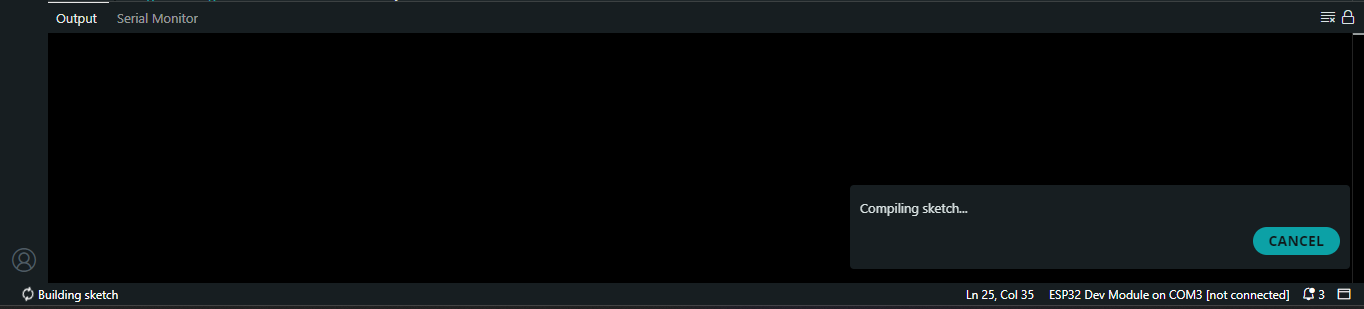 Output Serial Monitor
Compiling sketch...
CANCEL
Building sketch Ln 25, Col 35 ESP32 Dev Module on COM3 [not connected] 3